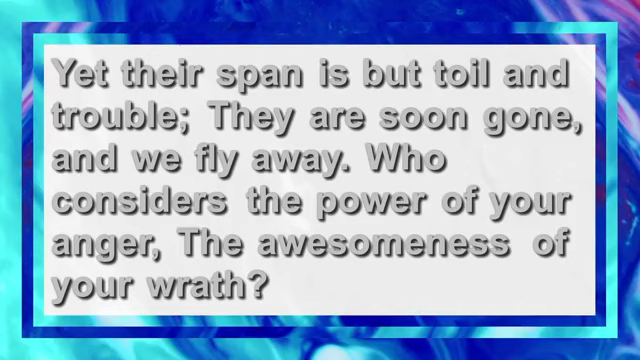 Yet their span is but toil and
trouble; They are soon gone,
and we fly away. Who
considers the power of your
anger, The awesomeness of
your wrath?